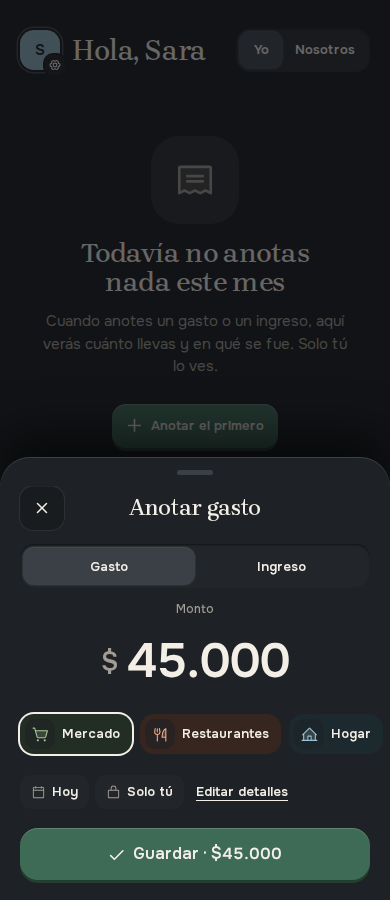 S
Hola, Sara
Yo
Nosotros
Todavía no anotas
nada este mes
Cuando anotes un gasto o un ingreso, aquí
verás cuánto llevas y en qué se fue. Solo tú
lo ves.
Anotar el primero
Anotar gasto
Gasto
Ingreso
Monto
$ 45.000
Mercado
Restaurantes
Hogar
Hoy
Solo tú
Editar detalles
Guardar · $45.000